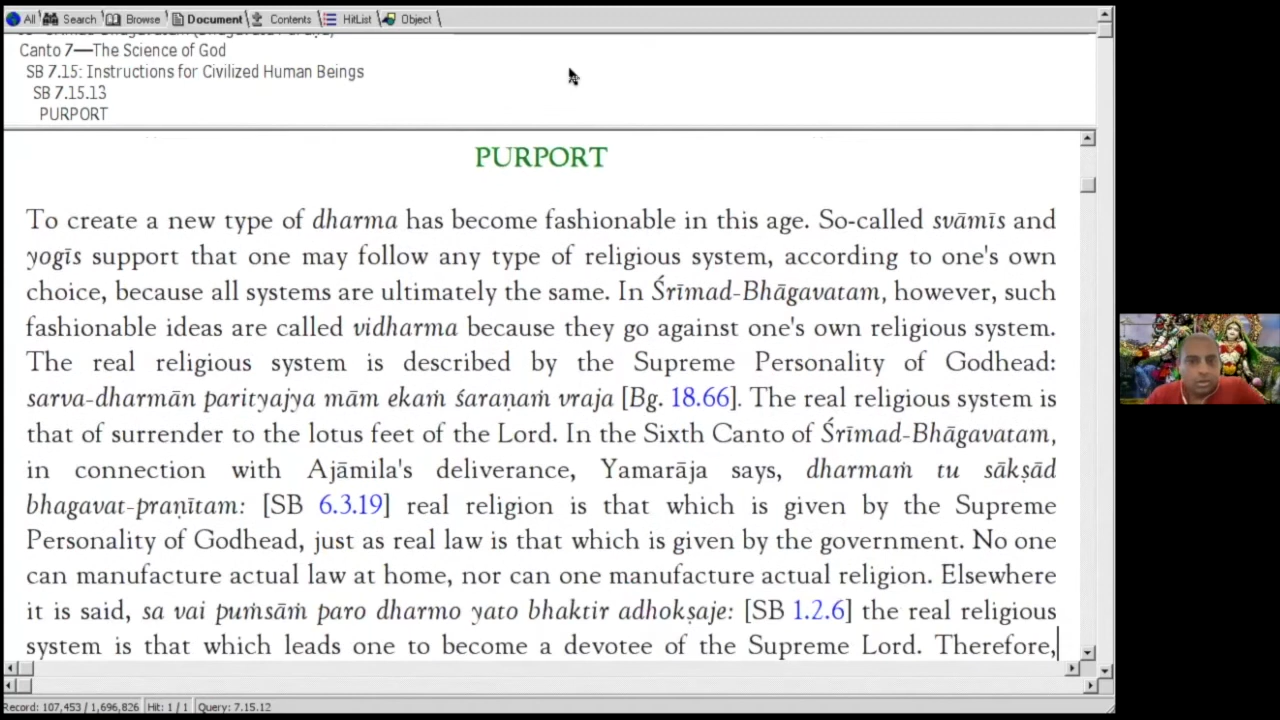 All Search Browse Document Contents HitList Object
Canto 7—The Science of God
SB 7.15: Instructions for Civilized Human Beings
SB 7.15.13
PURPORT
PURPORT
To create a new type of dharma has become fashionable in this age. So-called svāmīs and
yogīs support that one may follow any type of religious system, according to one's own
choice, because all systems are ultimately the same. In Śrīmad-Bhāgavatam, however, such
fashionable ideas are called vidharma because they go against one's own religious system.
The real religious system is described by the Supreme Personality of Godhead:
sarva-dharmān parityajya mām ekaṁ śaraṇaṁ vraja [Bg. 18.66]. The real religious system is
that of surrender to the lotus feet of the Lord. In the Sixth Canto of Śrīmad-Bhāgavatam,
in connection with Ajāmila's deliverance, Yamarāja says, dharmaṁ tu sākṣād
bhagavat-praṇītam: [SB 6.3.19] real religion is that which is given by the Supreme
Personality of Godhead, just as real law is that which is given by the government. No one
can manufacture actual law at home, nor can one manufacture actual religion. Elsewhere
it is said, sa vai puṁsāṁ paro dharmo yato bhaktir adhokṣaje: [SB 1.2.6] the real religious
system is that which leads one to become a devotee of the Supreme Lord. Therefore,
Record: 107,453 / 1,696,826 Hit: 1 / 1 Query: 7.15.12